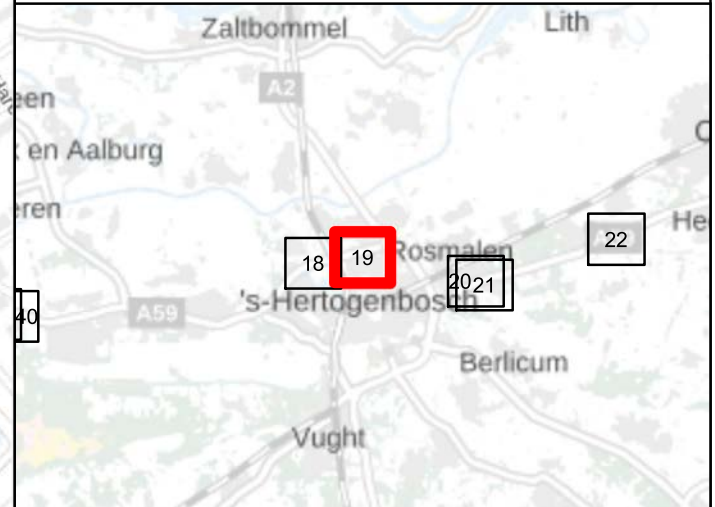 Zaltbommel
Lith
A2
een
en Aalburg
eren
Rosmalen
He
22
18
19
20
21
's-Hertogenbosch
40
A59
Berlicum
Vught